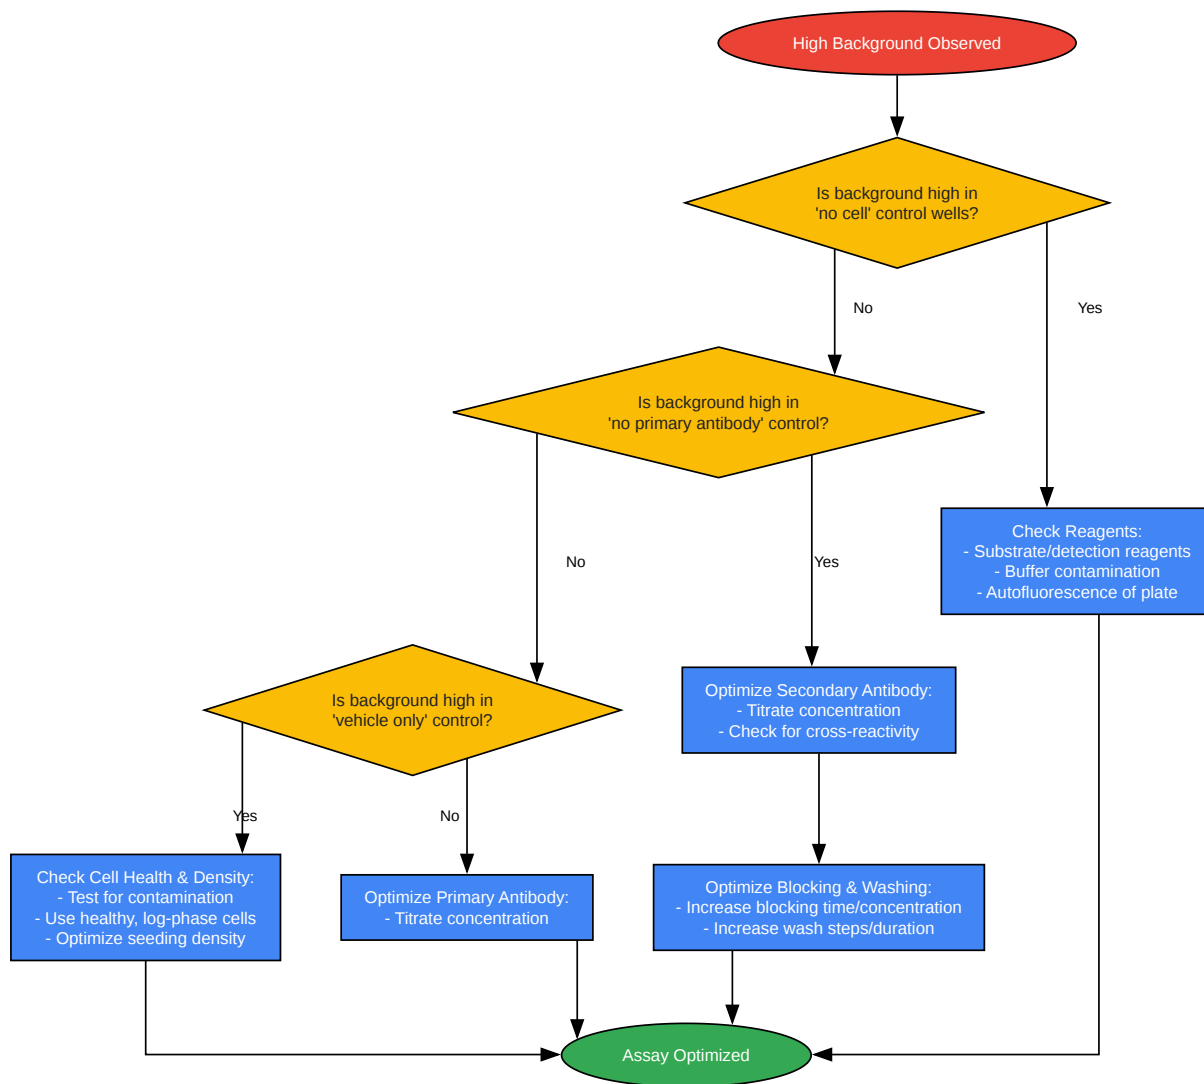 High Background Observed
Is background high in
'no cell' control wells?
No
Yes
Is background high in
'no primary antibody' control?
No
Yes
Check Reagents:
- Substrate/detection reagents
- Buffer contamination
- Autofluorescence of plate
Is background high in
'vehicle only' control?
Optimize Secondary Antibody:
- Titrate concentration
- Check for cross-reactivity
Yes
No
Check Cell Health & Density:
- Test for contamination
- Use healthy, log-phase cells
- Optimize seeding density
Optimize Primary Antibody:
- Titrate concentration
Optimize Blocking & Washing:
- Increase blocking time/concentration
- Increase wash steps/duration
Assay Optimized